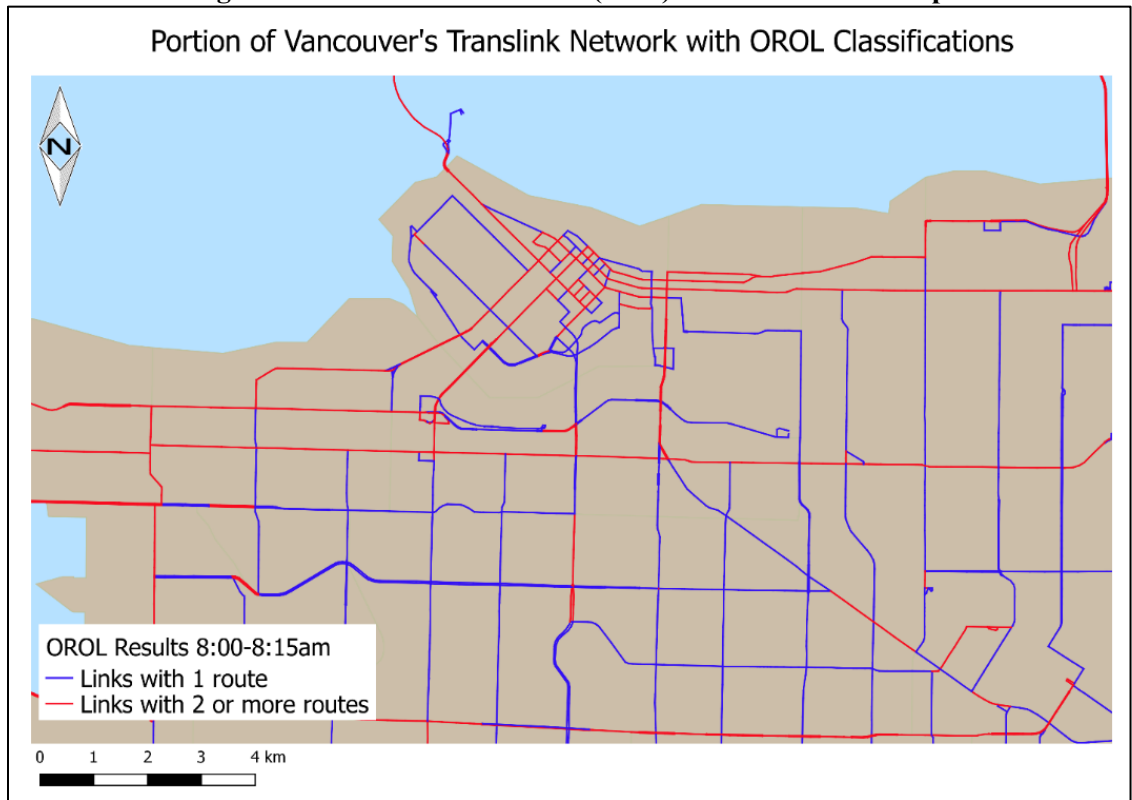 Portion of Vancouver's Translink Network with OROL Classifications
N
OROL Results 8:00-8:15am
Links with 1 route
Links with 2 or more routes
0 1 2 3 4 km